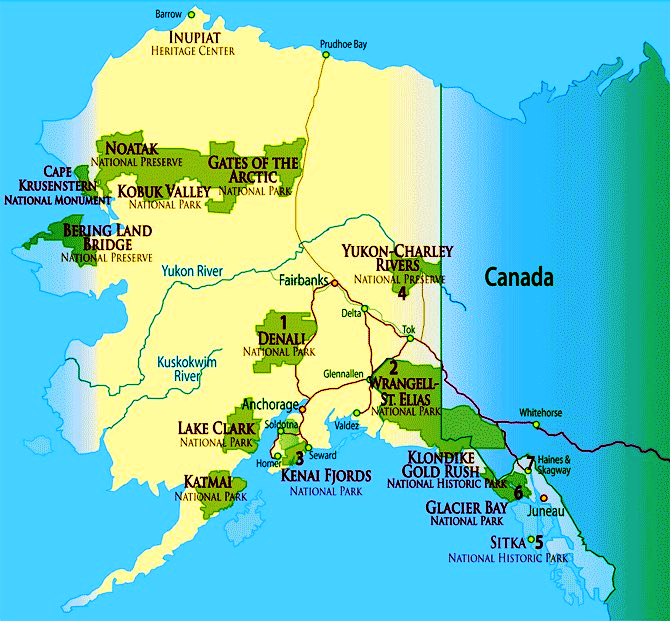 Barrow
INUPIAT
HERITAGE CENTER
Prudhoe Bay
NOATAK
NATIONAL PRESERVE
GATES OF THE
ARCTIC
NATIONAL PARK
CAPE
KRUSENSTERN
NATIONAL MONUMENT
KOBUK VALLEY
NATIONAL PARK
BERING LAND
BRIDGE
NATIONAL PRESERVE
YUKON-CHARLEY
RIVERS
NATIONAL PRESERVE
4
Yukon River
Fairbanks
Canada
1
DENALI
NATIONAL PARK
Delta
Tok
Kuskokwim
River
Glennallen
2
WRANGELL-
ST. ELIAS
NATIONAL PARK
Anchorage
Soldotna
Valdez
Whitehorse
LAKE CLARK
NATIONAL PARK
Homer
3
Seward
KENAI FJORDS
NATIONAL PARK
KATMAI
NATIONAL PARK
KLONDIKE
GOLD RUSH
NATIONAL HISTORIC PARK
7
Haines &
Skagway
6
GLACIER BAY
NATIONAL PARK
Juneau
SITKA 5
NATIONAL HISTORIC PARK